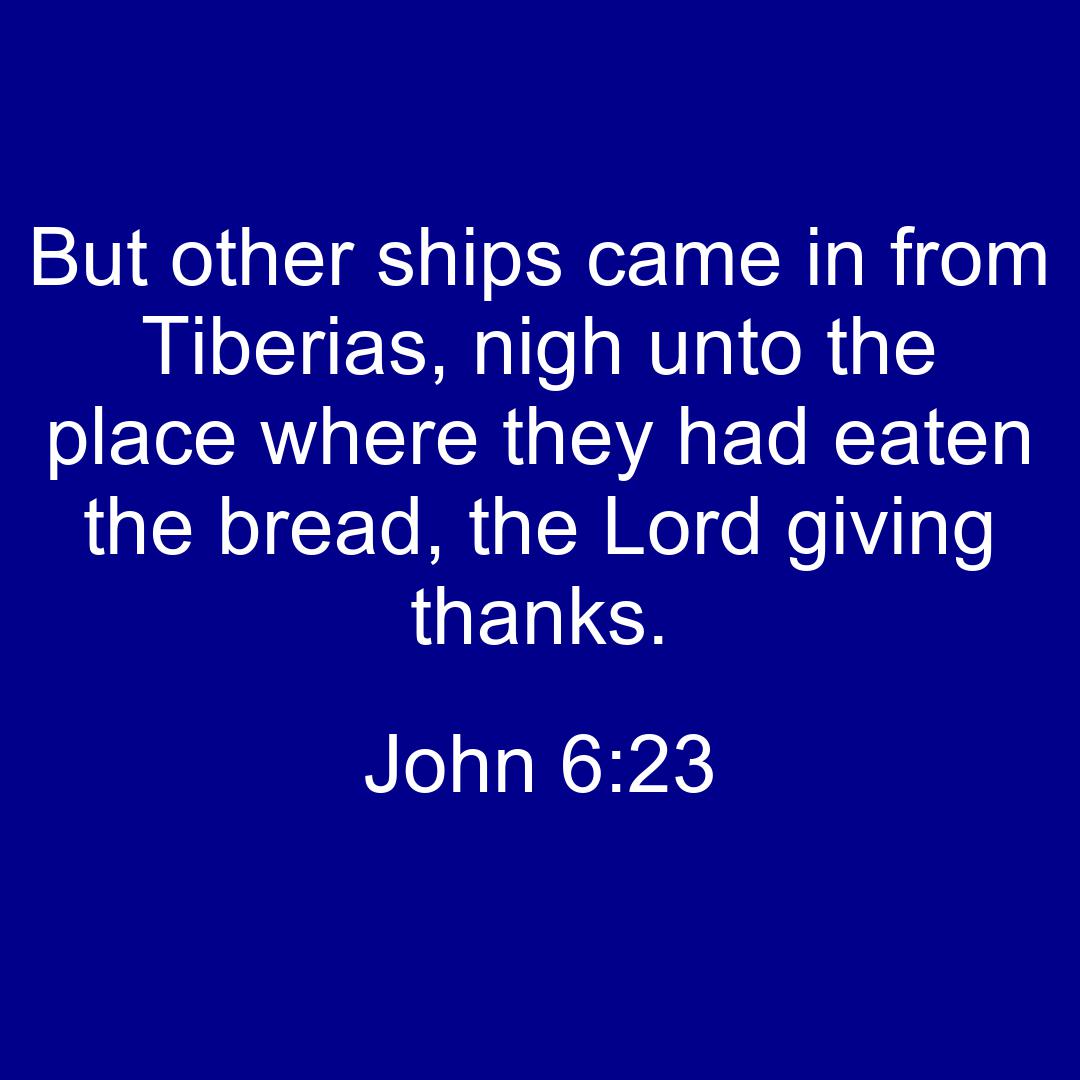 But other ships came in from
Tiberias, nigh unto the
place where they had eaten
the bread, the Lord giving
thanks.
John 6:23